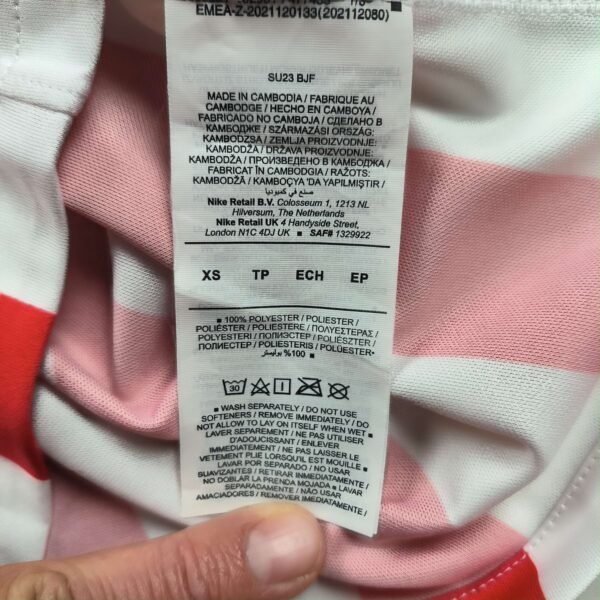 EMEA-Z-2021120133(202112080)
SU23 BJF
MADE IN CAMBODIA / FABRIQUE AU
CAMBODGE / HECHO EN CAMBOYA /
FABRICADO NO CAMBOJA / СДЕЛАНО В
КАМБОДЖЕ / SZÁRMAZÁSI ORSZÁG:
KAMBODZSA / ZEMLJA PROIZVODNJE:
KAMBODŽA / DRŽAVA PROIZVODNJE:
KAMBODŽA / ПРОИЗВЕДЕНО В КАМБОДЖА /
FABRICAT ÎN CAMBODGIA / RAŽOTS:
KAMBODŽĀ / KAMBOÇYA 'DA YAPILMIŞTIR /
صنع في كمبوديا
Nike Retail B.V. Colosseum 1, 1213 NL
Hilversum, The Netherlands
Nike Retail UK 4 Handyside Street,
London N1C 4DJ UK ■ SAF# 1329922
XS TP ECH EP
■ 100% POLYESTER / POLIESTER /
POLIÉSTER / POLIESTERE / ΠΟΛΥΕΣΤΕΡΑΣ /
POLYESTERI / ПОЛИЭСТЕР / POLIÉSZTER /
ПОЛИЕСТЕР / POLIESTERIS / POLÜESTER
100% بوليستر ■
30
■ WASH SEPARATELY / DO NOT USE
SOFTENERS / REMOVE IMMEDIATELY / DO
NOT ALLOW TO LAY ON ITSELF WHEN WET ■
LAVER SEPAREMENT / NE PAS UTILISER
D'ADOUCISSANT / ENLEVER
IMMÉDIATEMENT / NE PAS LAISSER LE
VETEMENT PLIE LORSQU'IL EST MOUILLE ■
LAVAR POR SEPARADO / NO USAR
SUAVIZANTES / RETIRAR INMEDIATAMENTE /
NO DOBLAR LA PRENDA MOJADA ■ LAVAR
SEPARADAMENTE / NÃO USAR
AMACIADORES / REMOVER IMEDIATAMENTE /